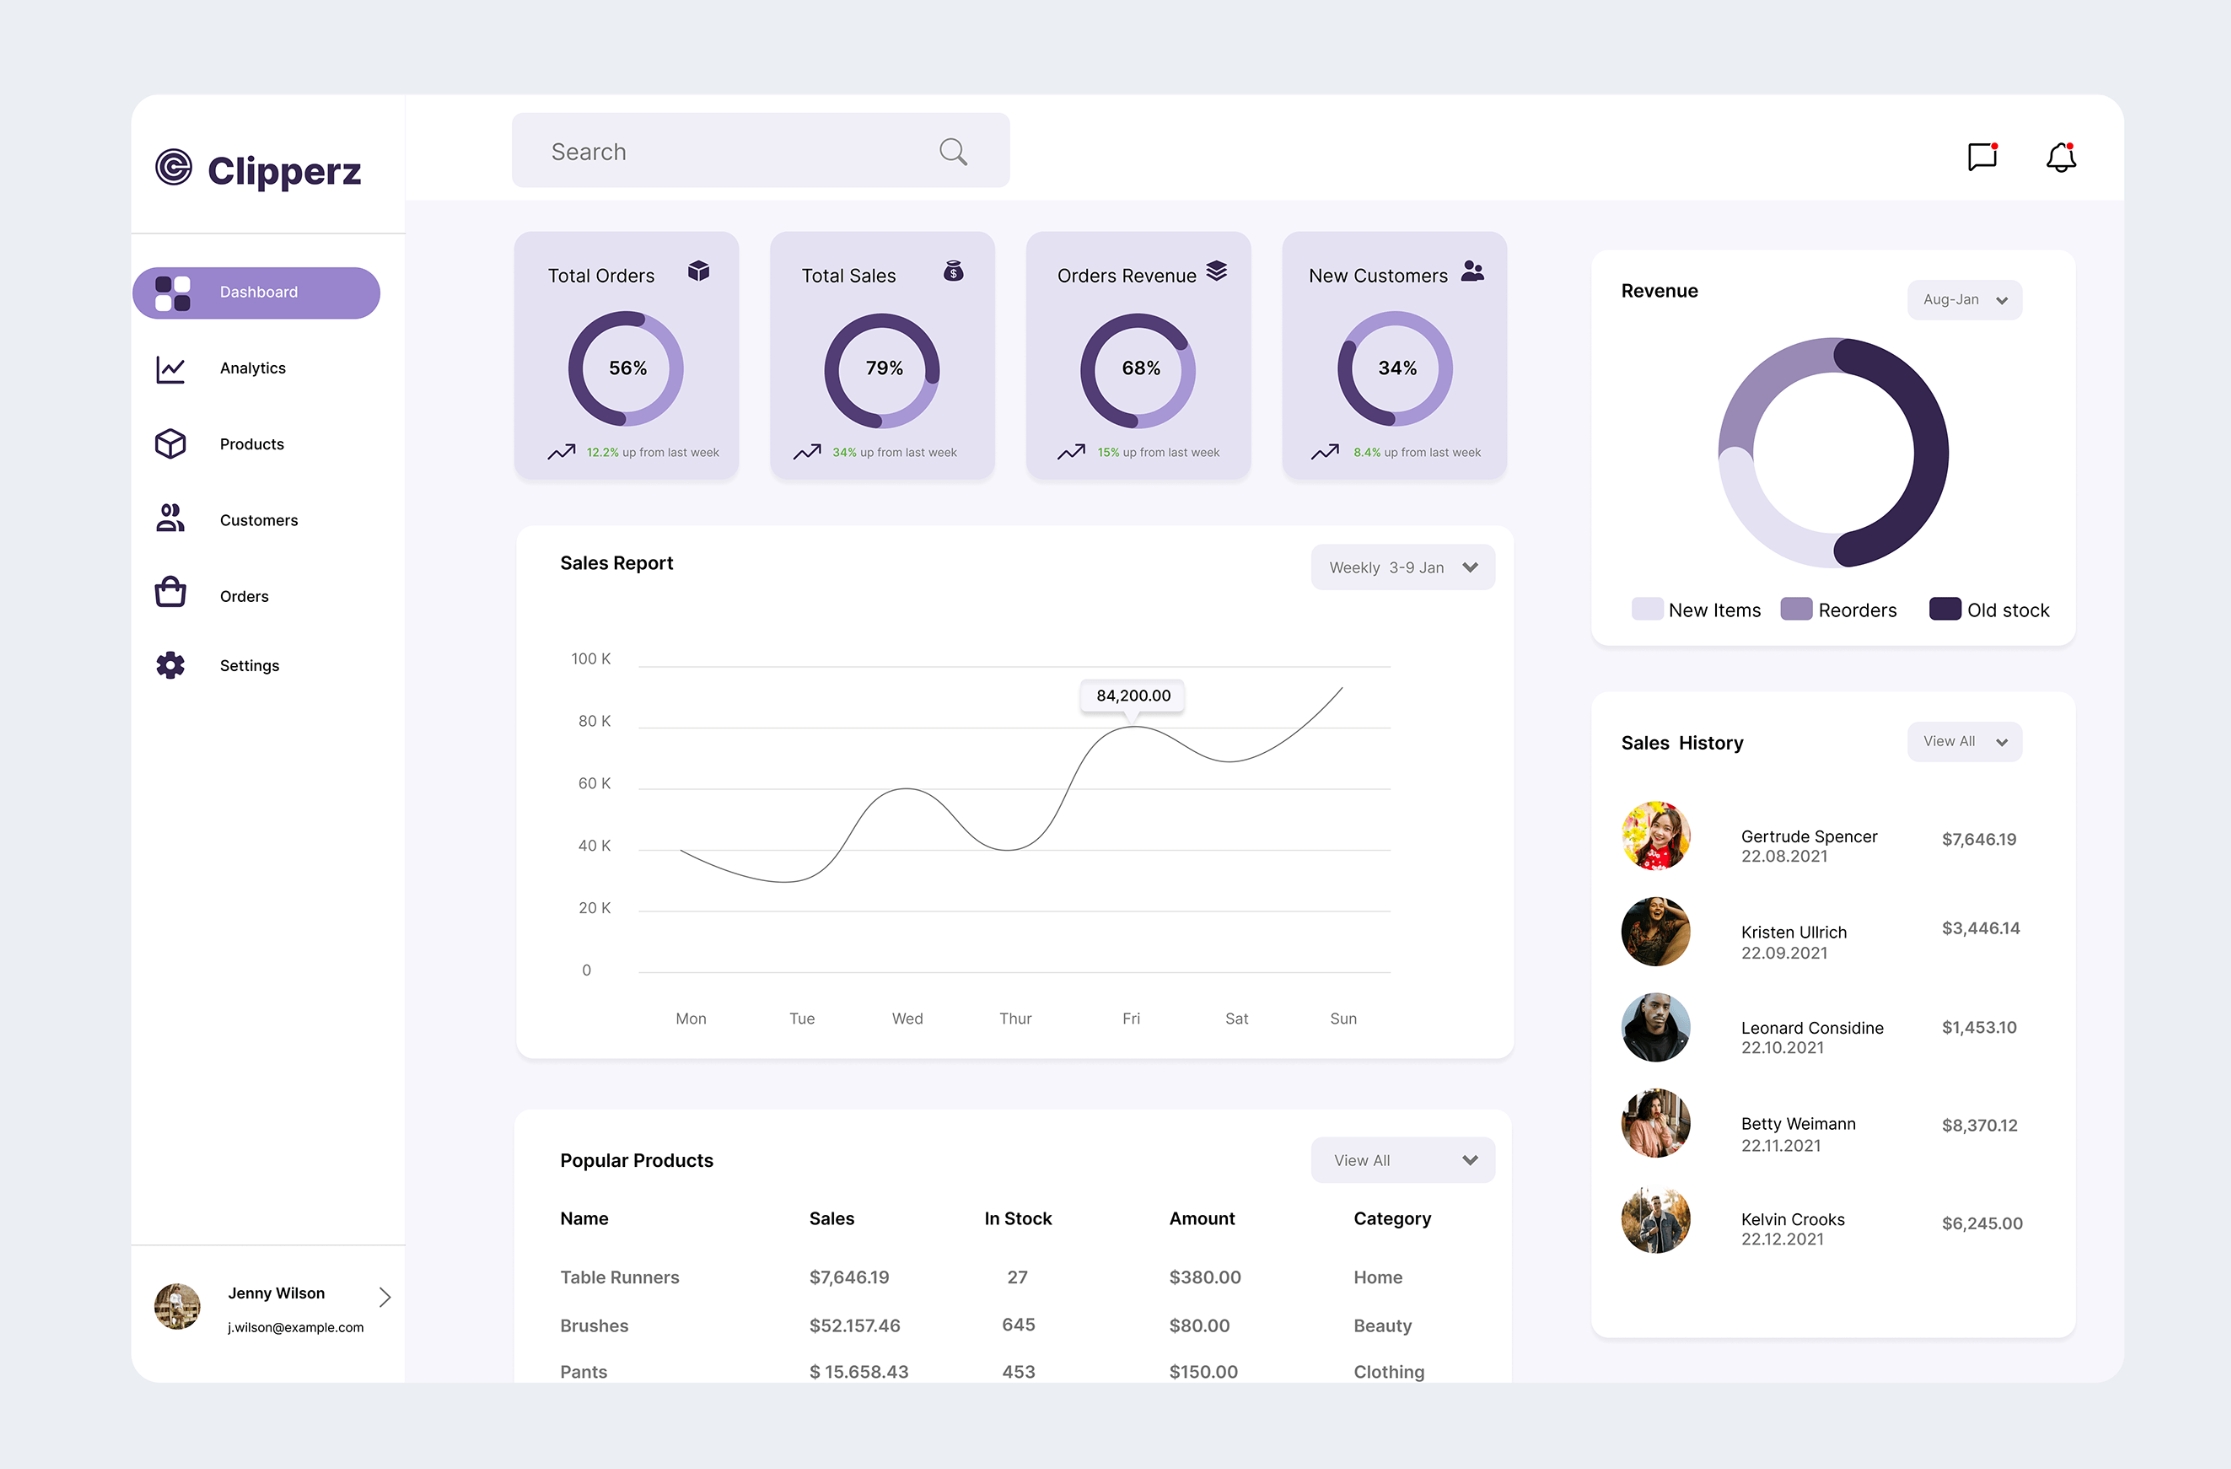 Clipperz
Search
Dashboard
Analytics
Products
Customers
Orders
Settings
Jenny Wilson
j.wilson@example.com
Total Orders
56%
12.2% up from last week
Total Sales
$
79%
34% up from last week
Orders Revenue
68%
15% up from last week
New Customers
34%
8.4% up from last week
Sales Report
Weekly 3-9 Jan
100 K
80 K
60 K
40 K
20 K
0
84,200.00
Mon Tue Wed Thur Fri Sat Sun
Popular Products
View All
Name Sales In Stock Amount Category
Table Runners $7,646.19 27 $380.00 Home
Brushes $52.157.46 645 $80.00 Beauty
Pants $ 15.658.43 453 $150.00 Clothing
Revenue
Aug-Jan
New Items Reorders Old stock
Sales History
View All
Gertrude Spencer $7,646.19
22.08.2021
Kristen Ullrich $3,446.14
22.09.2021
Leonard Considine $1,453.10
22.10.2021
Betty Weimann $8,370.12
22.11.2021
Kelvin Crooks $6,245.00
22.12.2021